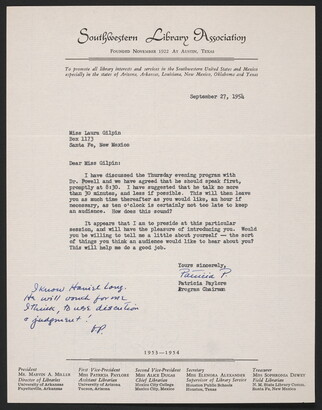 Southwestern Library Association
FOUNDED NOVEMBER 1922 AT AUSTIN, TEXAS
To promote all library interests and services in the Southwestern United States and Mexico
especially in the states of Arizona, Arkansas, Louisiana, New Mexico, Oklahoma and Texas
September 27, 1954
Miss Laura Gilpin
Box 1173
Santa Fe, New Mexico
Dear Miss Gilpin:
I have discussed the Thursday evening program with
Dr. Powell and we have agreed that he should speak first,
promptly at 8:30. I have suggested that he talk no more
than 30 minutes, and less if possible. This will then leave
you as much time thereafter as you would like, an hour if
necessary, as ten o'clock is certainly not too late to keep
an audience. How does this sound?
It appears that I am to preside at this particular
session, and will have the pleasure of introducing you. Would
you be willing to tell me a little about yourself -- the sort
of things you think an audience would like to hear about you?
This will help me do a good job.
Yours sincerely,
Patricia P.
Patricia Paylore
Program Chairman
I know Haniel Long.
He will vouch for me
I think, to use discretion
& judgment!
PP
1953-1954
President
MR. MARVIN A. MILLER
Director of Libraries
University of Arkansas
Fayetteville, Arkansas
First Vice-President
MISS PATRICIA PAYLORE
Assistant Librarian
University of Arizona
Tucson, Arizona
Second Vice-President
MISS ALICE DUGAS
Chief Librarian
Mexico City College
Mexico City, Mexico
Secretary
MISS ELENORA ALEXANDER
Supervisor of Library Service
Houston Public Schools
Houston, Texas
Treasurer
MISS SOPHRONIA DEWEY
Field Librarian
N. M. State Library Comm.
Santa Fe, New Mexico